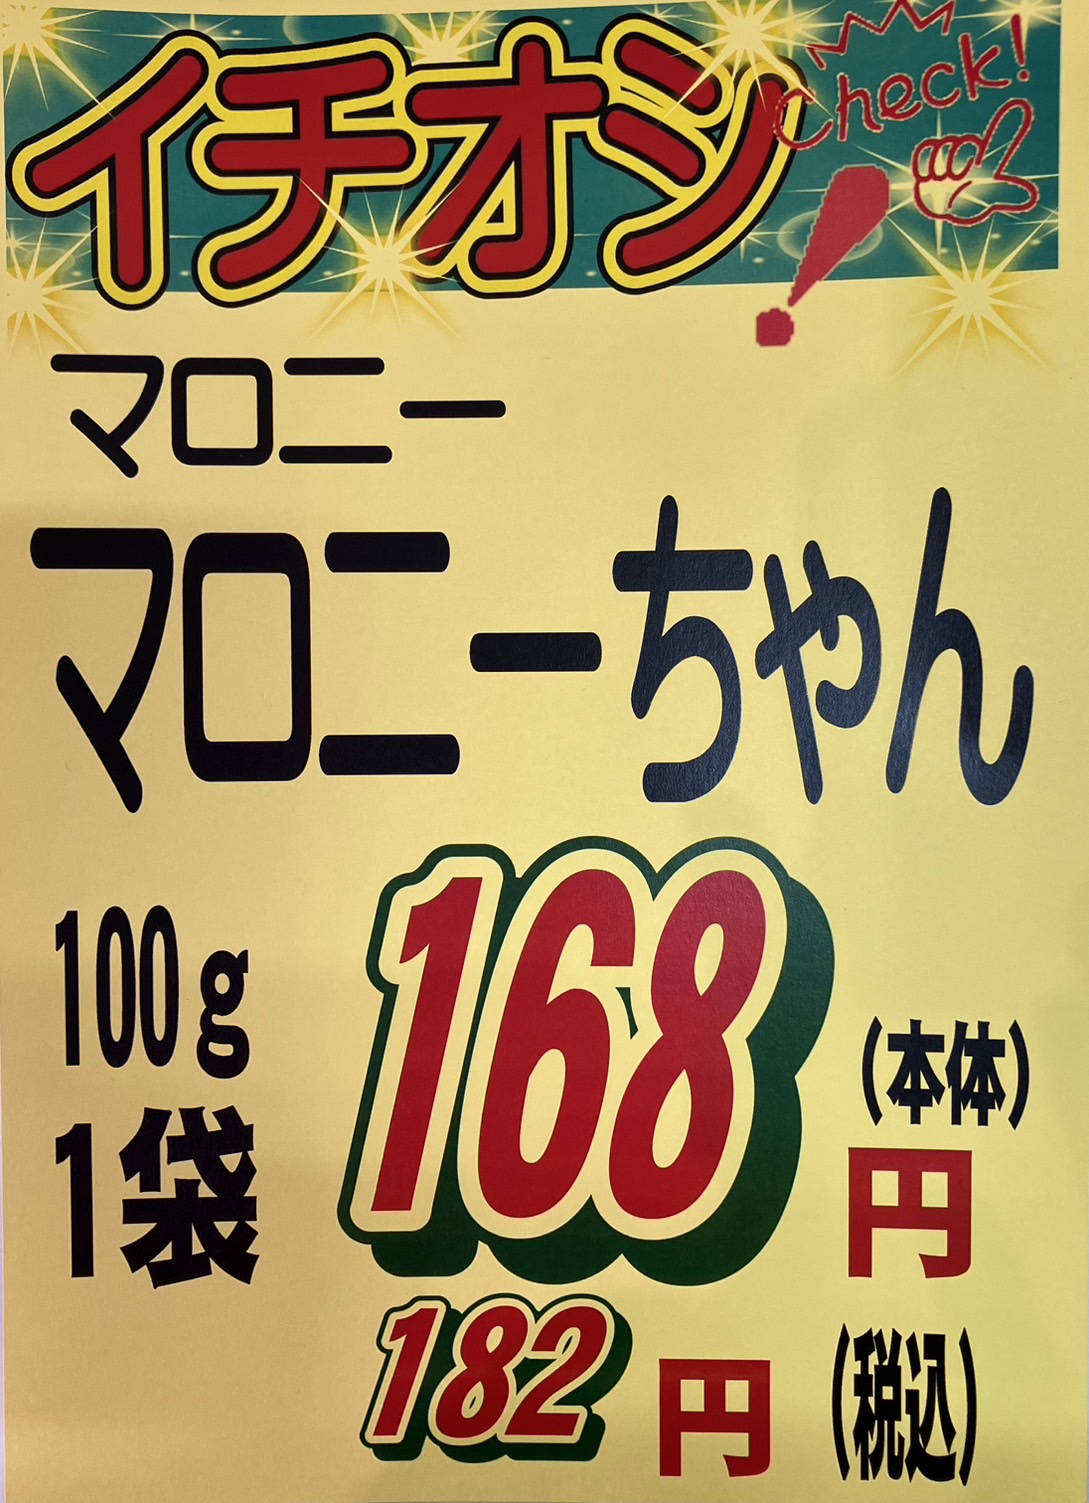 イチオシ
Check!
!
マロニー
マロニーちゃん
100g
1袋
168
(本体)
円
182円(税込)